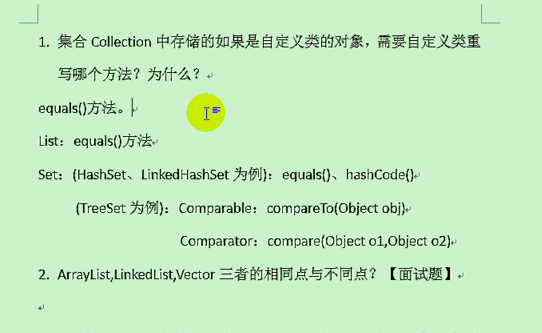 1. 集合 Collection 中存储的如果是自定义类的对象，需要自定义类重
写哪个方法？为什么？
equals()方法。
List：equals()方法
Set：(HashSet、LinkedHashSet 为例)：equals()、hashCode()
(TreeSet 为例)：Comparable：compareTo(Object obj)
Comparator：compare(Object o1,Object o2)
2. ArrayList,LinkedList,Vector 三者的相同点与不同点？【面试题】